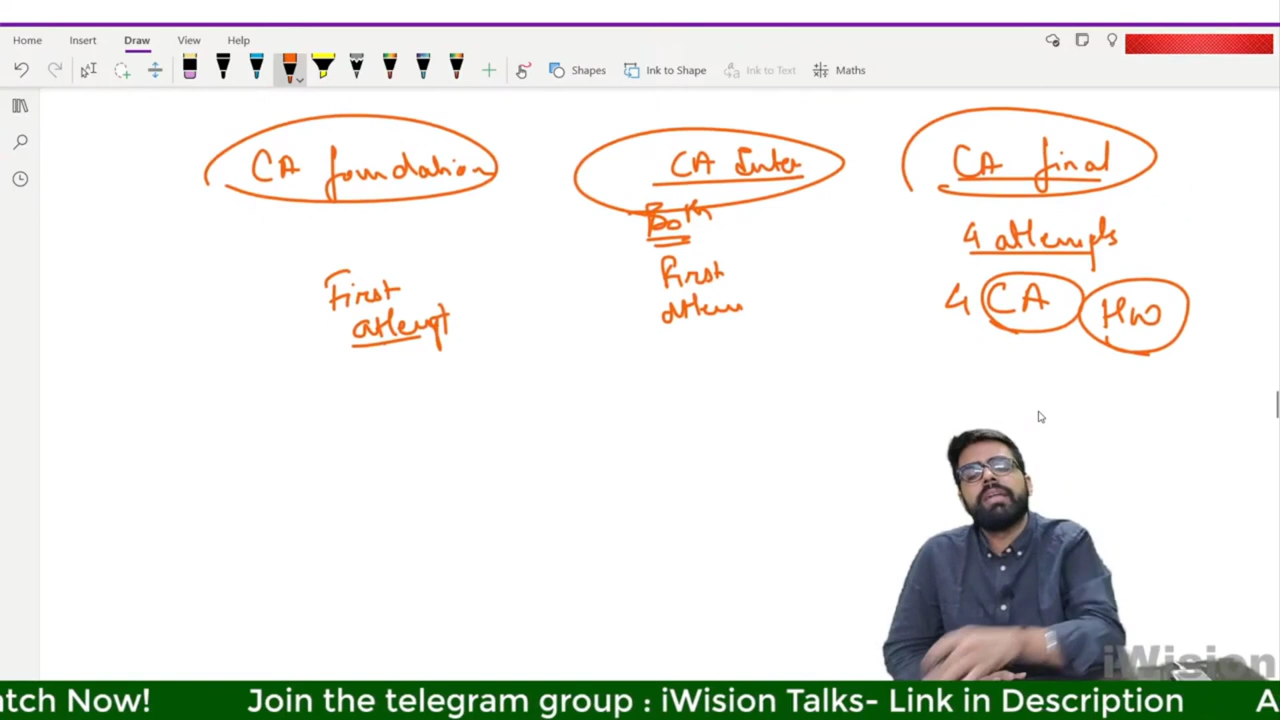 Home Insert Draw View Help
Shapes Ink to Shape Ink to Text Maths
CA foundation
CA Inter
CA final
Both
4 attempts
First
attempt
First
4 CA HW
iWision
atch Now! Join the telegram group : iWision Talks- Link in Description A